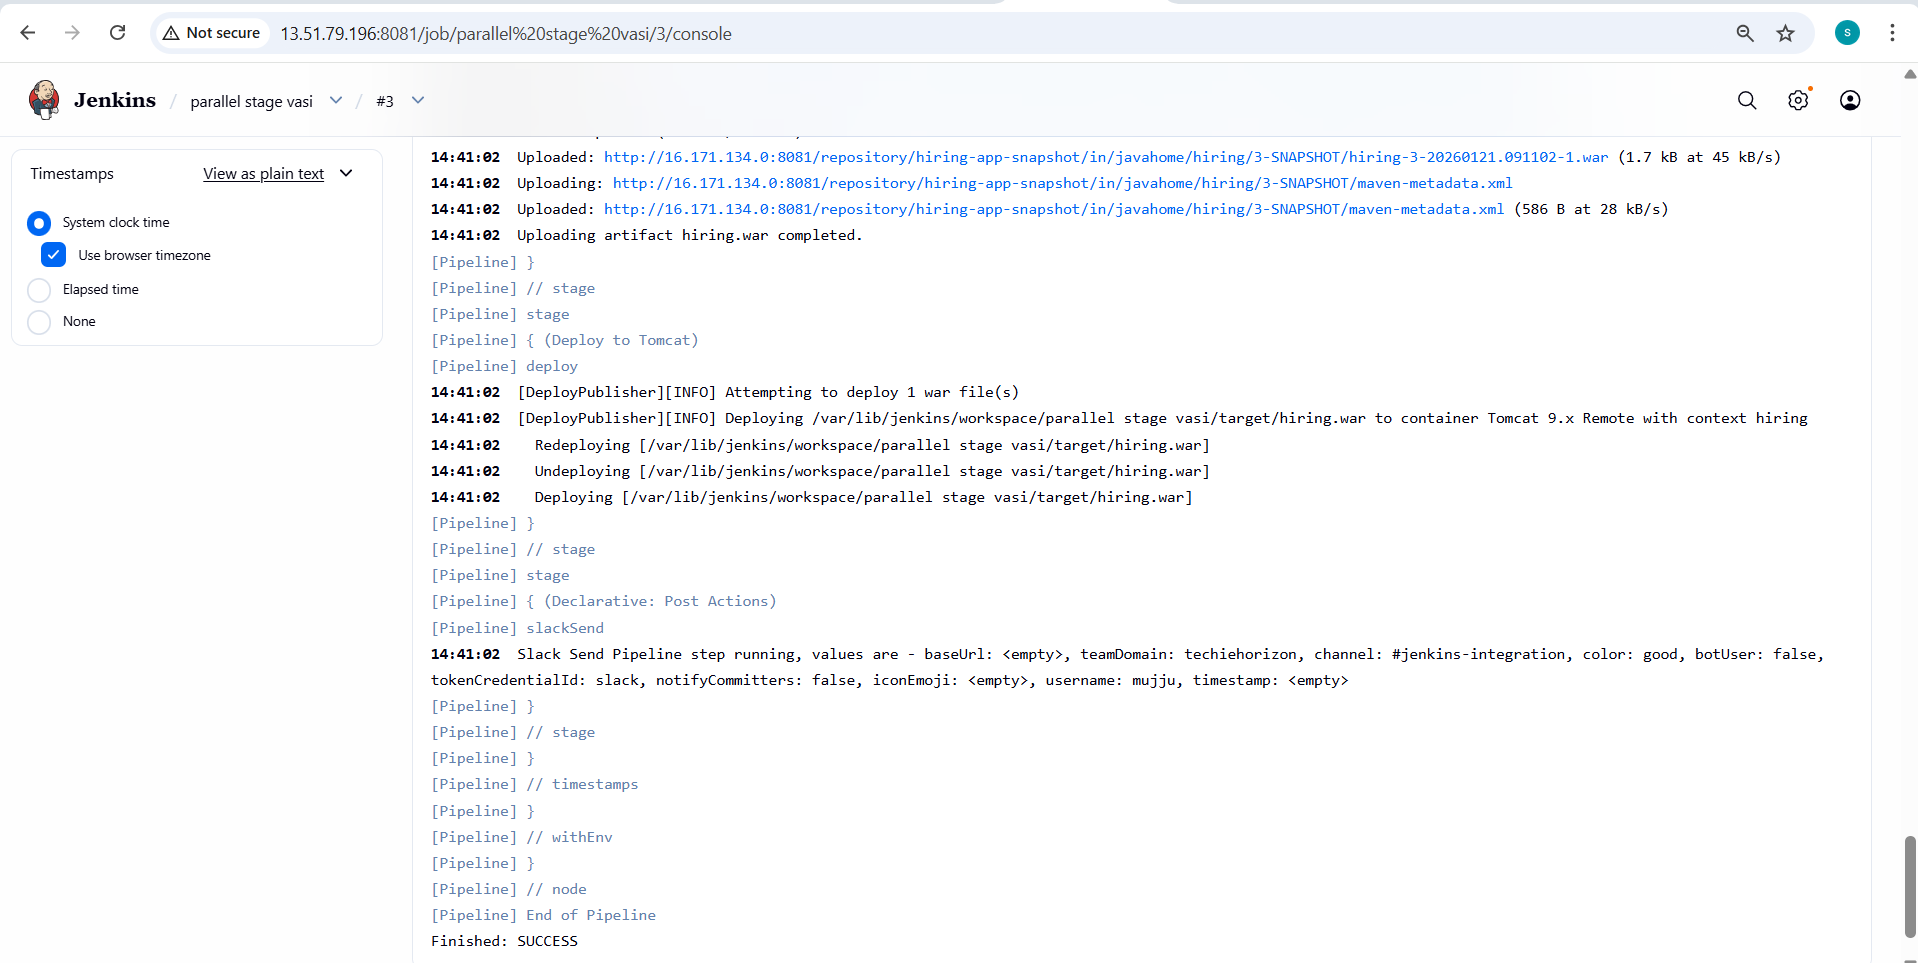 Not secure
13.51.79.196:8081/job/parallel%20stage%20vasi/3/console
S
Jenkins / parallel stage vasi / #3
Timestamps
View as plain text
System clock time
Use browser timezone
Elapsed time
None
14:41:02 Uploaded: http://16.171.134.0:8081/repository/hiring-app-snapshot/in/javahome/hiring/3-SNAPSHOT/hiring-3-20260121.091102-1.war (1.7 kB at 45 kB/s)
14:41:02 Uploading: http://16.171.134.0:8081/repository/hiring-app-snapshot/in/javahome/hiring/3-SNAPSHOT/maven-metadata.xml
14:41:02 Uploaded: http://16.171.134.0:8081/repository/hiring-app-snapshot/in/javahome/hiring/3-SNAPSHOT/maven-metadata.xml (586 B at 28 kB/s)
14:41:02 Uploading artifact hiring.war completed.
[Pipeline] }
[Pipeline] // stage
[Pipeline] stage
[Pipeline] { (Deploy to Tomcat)
[Pipeline] deploy
14:41:02 [DeployPublisher][INFO] Attempting to deploy 1 war file(s)
14:41:02 [DeployPublisher][INFO] Deploying /var/lib/jenkins/workspace/parallel stage vasi/target/hiring.war to container Tomcat 9.x Remote with context hiring
14:41:02 Redeploying [/var/lib/jenkins/workspace/parallel stage vasi/target/hiring.war]
14:41:02 Undeploying [/var/lib/jenkins/workspace/parallel stage vasi/target/hiring.war]
14:41:02 Deploying [/var/lib/jenkins/workspace/parallel stage vasi/target/hiring.war]
[Pipeline] }
[Pipeline] // stage
[Pipeline] stage
[Pipeline] { (Declarative: Post Actions)
[Pipeline] slackSend
14:41:02 Slack Send Pipeline step running, values are - baseUrl: <empty>, teamDomain: techiehorizon, channel: #jenkins-integration, color: good, botUser: false,
tokenCredentialId: slack, notifyCommitters: false, iconEmoji: <empty>, username: mujju, timestamp: <empty>
[Pipeline] }
[Pipeline] // stage
[Pipeline] }
[Pipeline] // timestamps
[Pipeline] }
[Pipeline] // withEnv
[Pipeline] }
[Pipeline] // node
[Pipeline] End of Pipeline
Finished: SUCCESS